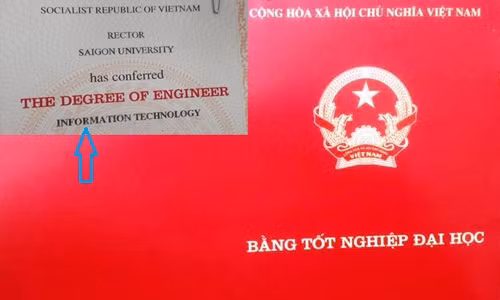 SOCIALIST REPUBLIC OF VIETNAM
RECTOR
SAIGON UNIVERSITY
has conferred
THE DEGREE OF ENGINEER
INFORMATION TECHNOLOGY
CỘNG HÒA XÃ HỘI CHỦ NGHĨA VIỆT NAM
VIỆT NAM
BẰNG TỐT NGHIỆP ĐẠI HỌC